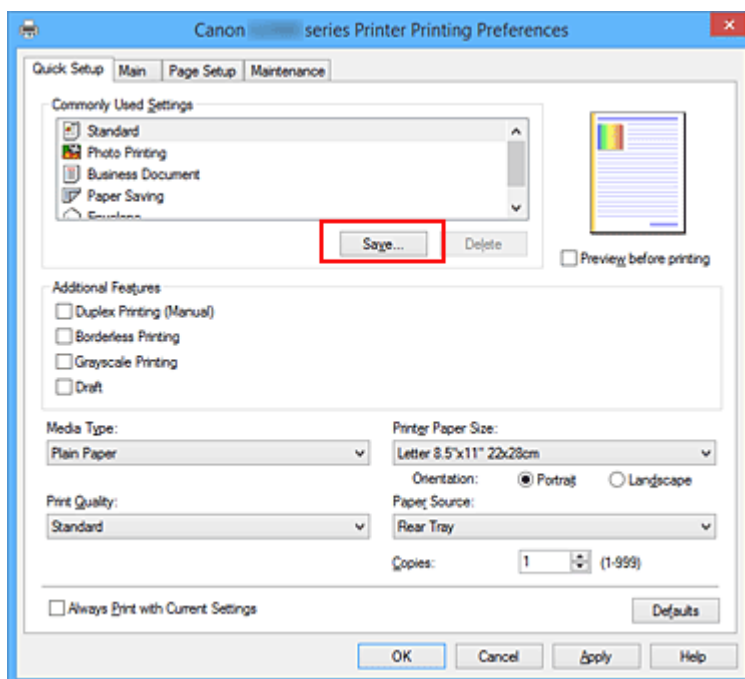 Canon series Printer Printing Preferences
Quick Setup Main Page Setup Maintenance
Commonly Used Settings
Standard
Photo Printing
Business Document
Paper Saving
Envelope
Save... Delete
Preview before printing
Additional Features
Duplex Printing (Manual)
Borderless Printing
Grayscale Printing
Draft
Media Type: Printer Paper Size:
Plain Paper Letter 8.5"x11" 22x28cm
Orientation: Portrait Landscape
Print Quality: Paper Source:
Standard Rear Tray
Copies: 1 (1-999)
Always Print with Current Settings Defaults
OK Cancel Apply Help